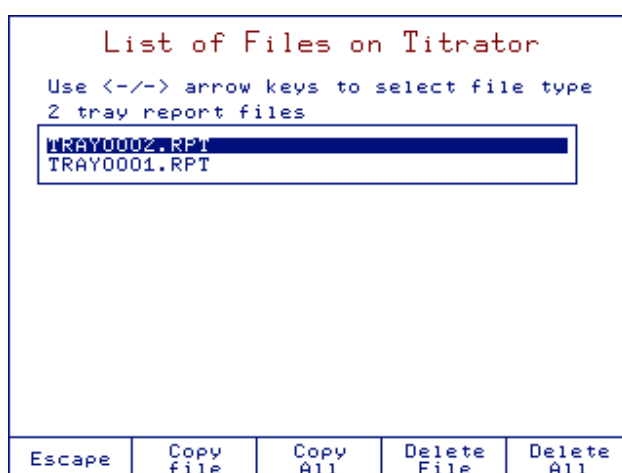 List of Files on Titrator
Use <-/-> arrow keys to select file type
2 tray report files
TRAY0002.RPT
TRAY0001.RPT
Escape
Copy file
Copy All
Delete File
Delete All